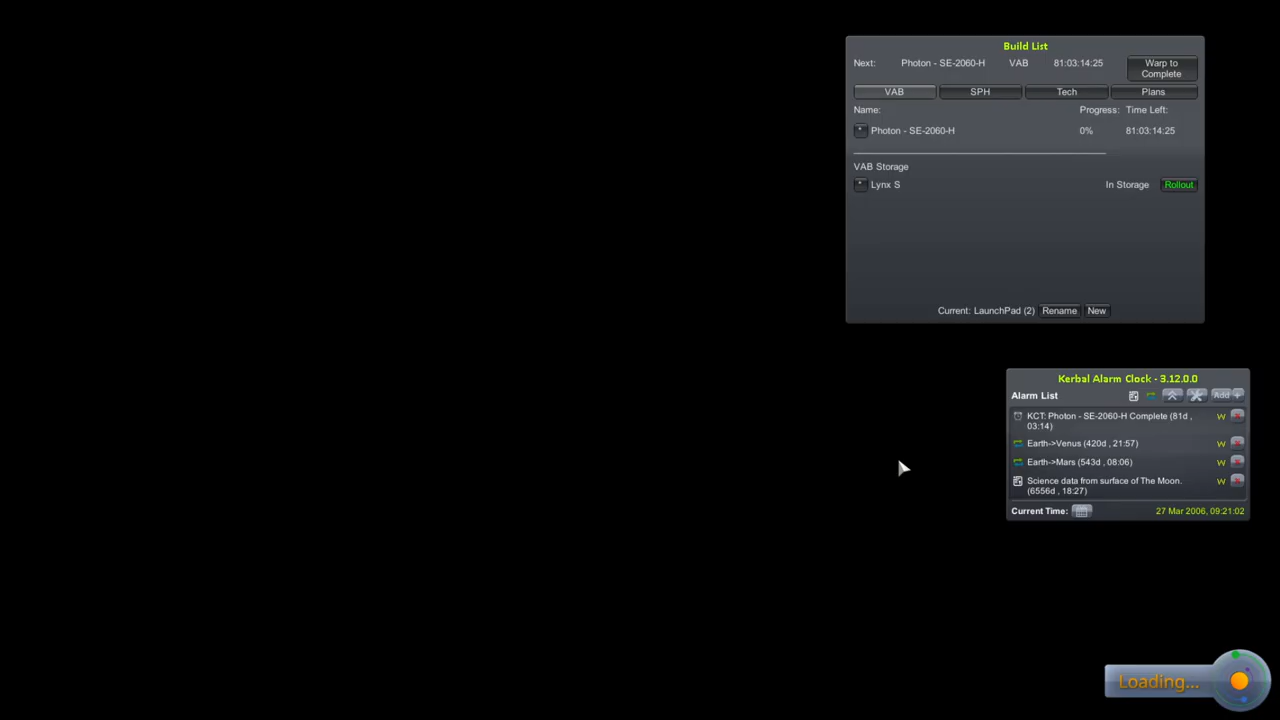 Build List
Next: Photon - SE-2060-H VAB 81:03:14:25 Warp to Complete
VAB SPH Tech Plans
Name: Progress: Time Left:
* Photon - SE-2060-H 0% 81:03:14:25
VAB Storage
* Lynx S In Storage Rollout
Current: LaunchPad (2) Rename New
Kerbal Alarm Clock - 3.12.0.0
Alarm List Add +
KCT: Photon - SE-2060-H Complete (81d , W
03:14)
Earth->Venus (420d , 21:57) W
Earth->Mars (543d , 08:06) W
Science data from surface of The Moon. W
(6556d , 18:27)
Current Time: 27 Mar 2006, 09:21:02
Loading...